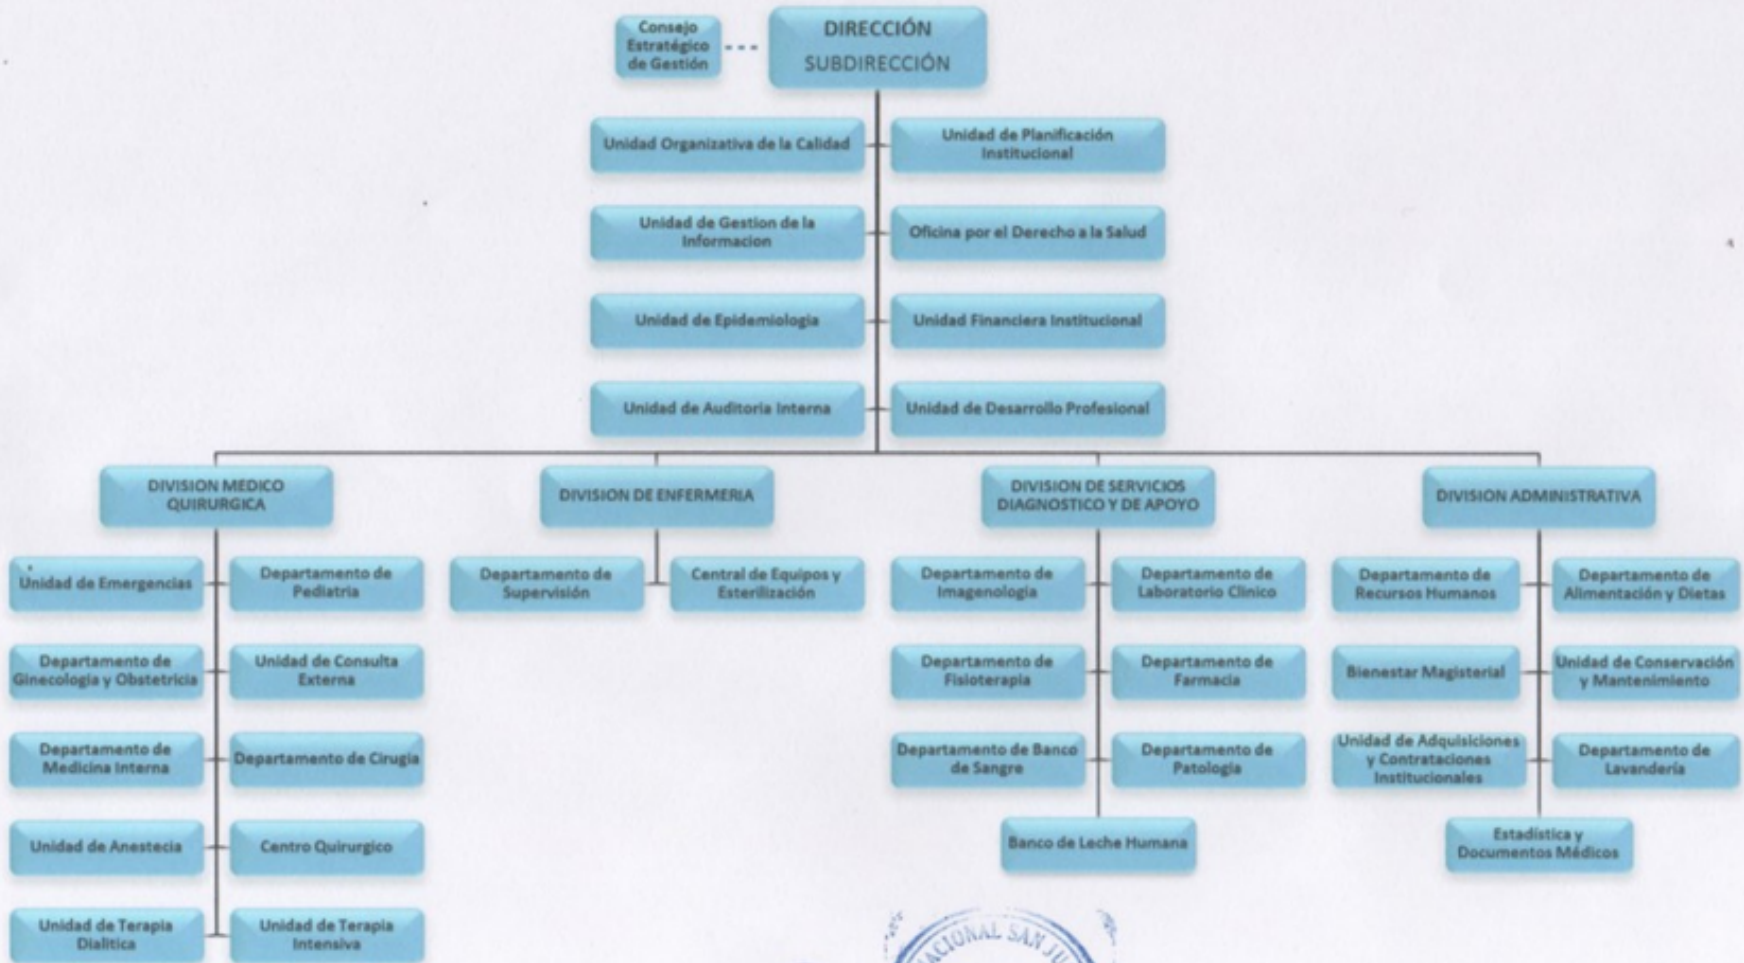 Consejo
Estratégico
de Gestión
DIRECCIÓN
SUBDIRECCIÓN
Unidad Organizativa de la Calidad
Unidad de Planificación
Institucional
Unidad de Gestion de la
Informacion
Oficina por el Derecho a la Salud
Unidad de Epidemiologia
Unidad Financiera Institucional
Unidad de Auditoria Interna
Unidad de Desarrollo Profesional
DIVISION MEDICO
QUIRURGICA
DIVISION DE ENFERMERIA
DIVISION DE SERVICIOS
DIAGNOSTICO Y DE APOYO
DIVISION ADMINISTRATIVA
Unidad de Emergencias
Departamento de
Pediatria
Departamento de
Supervisión
Central de Equipos y
Esterilización
Departamento de
Imagenologia
Departamento de
Laboratorio Clinico
Departamento de
Recursos Humanos
Departamento de
Alimentación y Dietas
Departamento de
Ginecologia y Obstetricia
Unidad de Consulta
Externa
Departamento de
Fisioterapia
Departamento de
Farmacia
Bienestar Magisterial
Unidad de Conservación
y Mantenimiento
Departamento de
Medicina Interna
Departamento de Cirugia
Departamento de Banco
de Sangre
Departamento de
Patologia
Unidad de Adquisiciones
y Contrataciones
Institucionales
Departamento de
Lavandería
Unidad de Anestecia
Centro Quirurgico
Banco de Leche Humana
Estadística y
Documentos Médicos
Unidad de Terapia
Dialitica
Unidad de Terapia
Intensiva
NACIONAL SAN JU